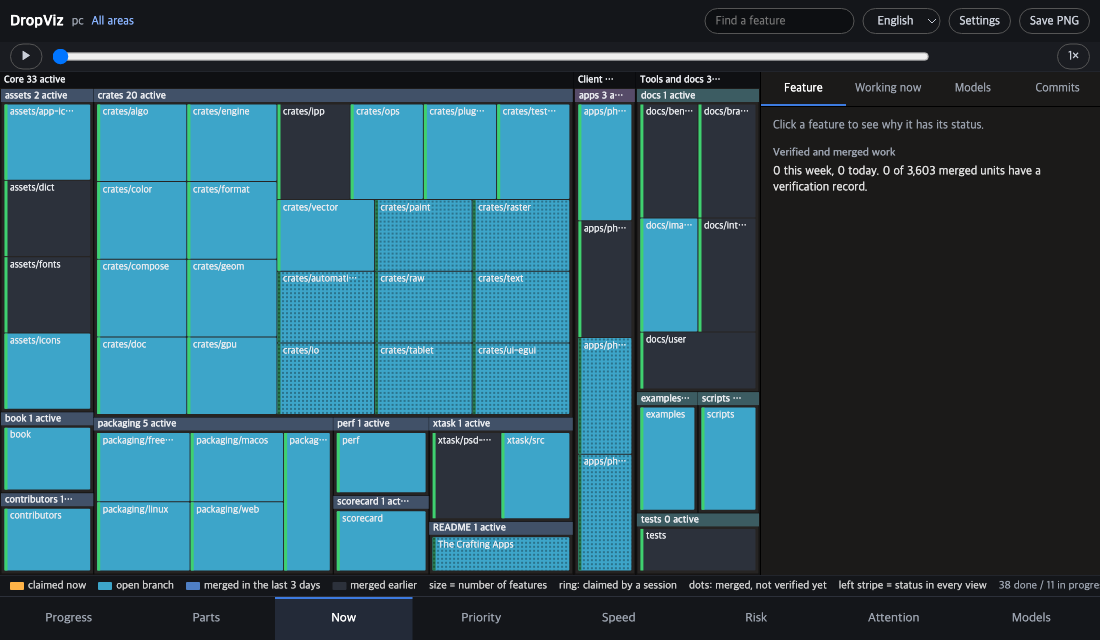 DropViz pc All areas
Find a feature
English
Settings
Save PNG
1×
Core 33 active
Client ···
Tools and docs 3···
assets 2 active
crates 20 active
apps 3 a···
docs 1 active
assets/app-ic···
crates/algo
crates/engine
crates/ipp
crates/ops
crates/plug···
crates/test···
apps/ph···
docs/ben···
docs/bra···
assets/dict
crates/color
crates/format
crates/vector
crates/paint
crates/raster
apps/ph···
docs/ima···
docs/int···
assets/fonts
crates/compose
crates/geom
crates/automati···
crates/raw
crates/text
assets/icons
crates/doc
crates/gpu
crates/io
crates/tablet
crates/ui-egui
apps/ph···
docs/user
book 1 active
book
packaging 5 active
perf 1 active
xtask 1 active
examples···
scripts ···
packaging/free···
packaging/macos
packag···
perf
xtask/psd-···
xtask/src
examples
scripts
apps/ph···
contributors 1···
contributors
packaging/linux
packaging/web
scorecard 1 act···
scorecard
README 1 active
The Crafting Apps
tests 0 active
tests
Feature
Working now
Models
Commits
Click a feature to see why it has its status.
Verified and merged work
0 this week, 0 today. 0 of 3,603 merged units have a
verification record.
claimed now
open branch
merged in the last 3 days
merged earlier
size = number of features
ring: claimed by a session
dots: merged, not verified yet
left stripe = status in every view
38 done / 11 in progre
Progress
Parts
Now
Priority
Speed
Risk
Attention
Models